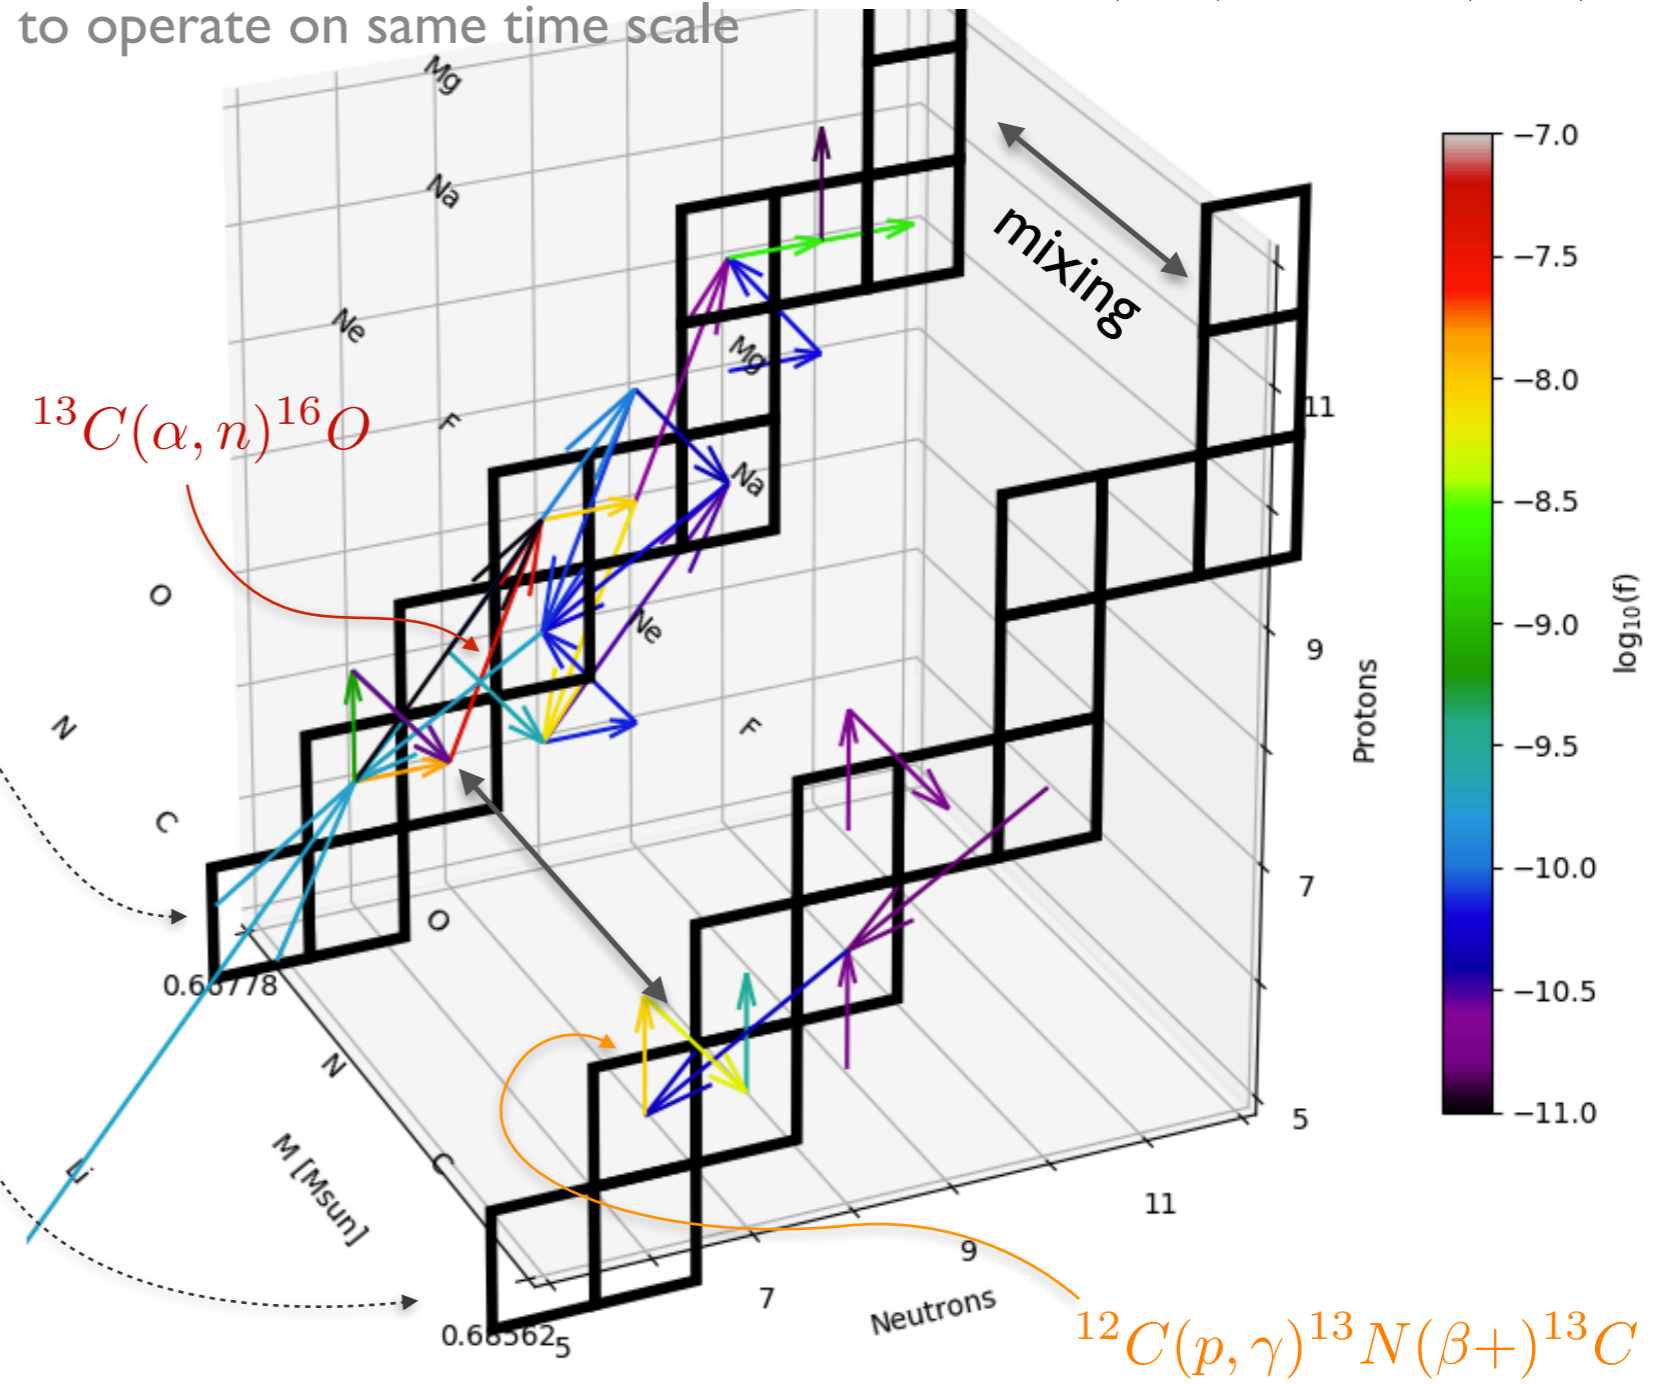 to operate on same time scale
Mg
Na
Ne
F
O
N
C
Li
mixing
Mg
Na
Ne
F
O
N
C
¹³C(α, n)¹⁶O
¹²C(p, γ)¹³N(β+)¹³C
M [Msun]
5
7
9
11
Neutrons
5
7
9
11
Protons
−7.0
−7.5
−8.0
−8.5
−9.0
−9.5
−10.0
−10.5
−11.0
log₁₀(f)